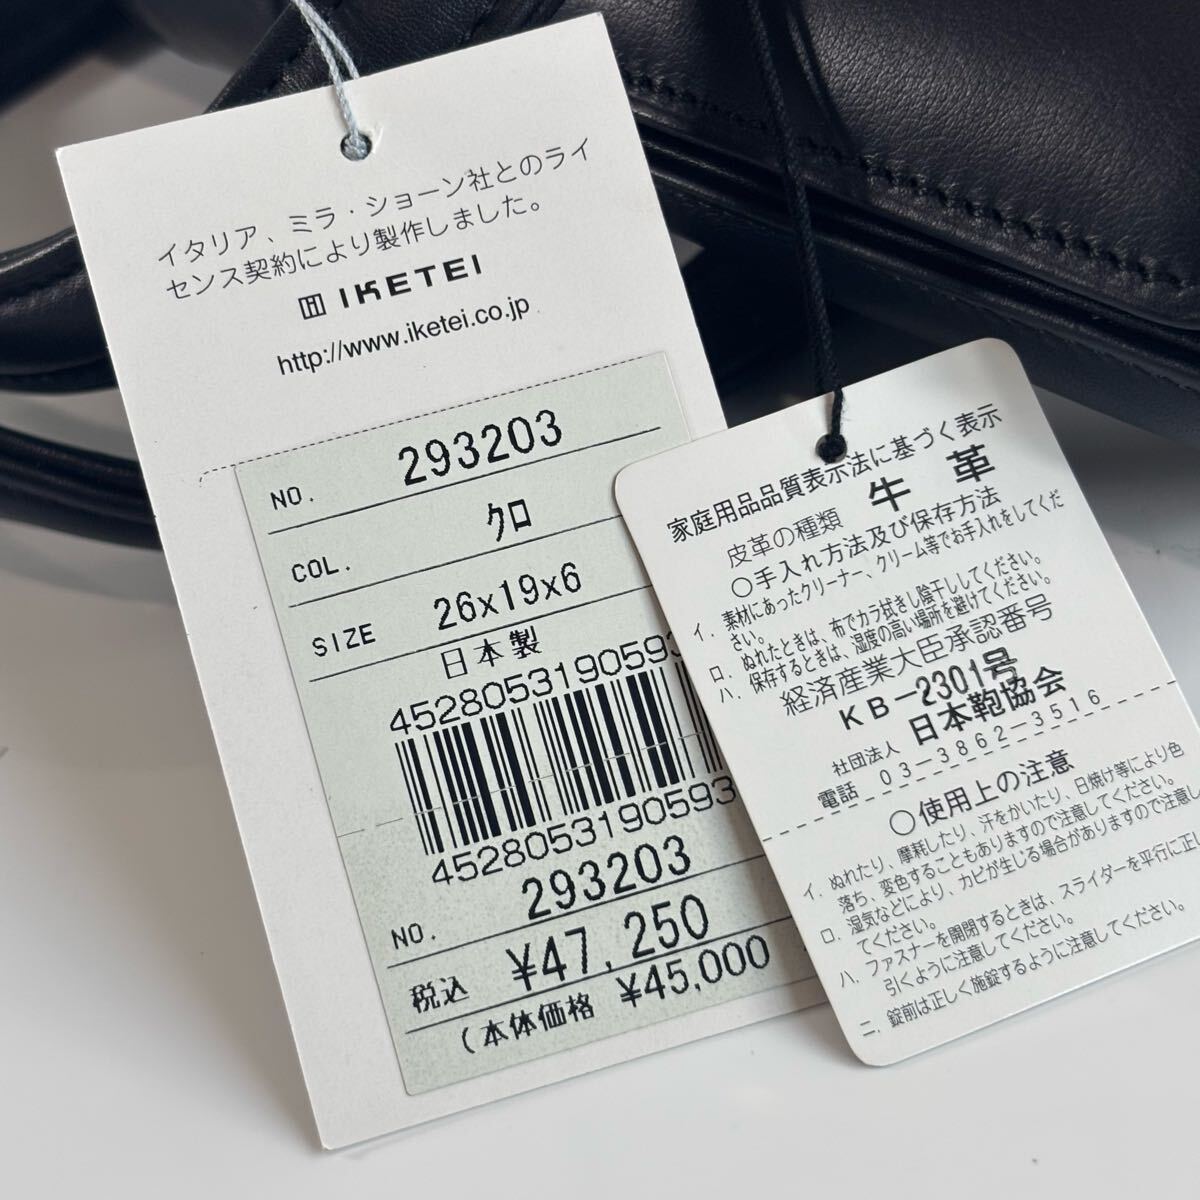 イタリア、ミラ・ショーン社とのライ
センス契約により製作しました。
IKETEI
http://www.iketei.co.jp
NO. 293203
COL. クロ
SIZE 26x19x6
日本製
4528053190593
4528053190593
NO. 293203
税込 ¥47,250
(本体価格 ¥45,000
家庭用品品質表示法に基づく表示
皮革の種類 牛革
○手入れ方法及び保存方法
イ. 素材にあったクリーナー、クリーム等でお手入れをしてくだ
さい。
ロ. ぬれたときは、布でカラ拭きし陰干ししてください。
ハ. 保存するときは、湿度の高い場所を避けてください。
経済産業大臣承認番号
KB-2301号
社団法人 日本鞄協会
電話 03-3862-3516
○使用上の注意
イ. ぬれたり、摩耗したり、汗をかいたり、日焼け等により色
落ち、変色することもありますので注意してください。
ロ. 湿気などにより、カビが生じる場合がありますので注意し
てください。
ハ. ファスナーを開閉するときは、スライダーを平行に正し
引くように注意してください。
ニ. 錠前は正しく施錠するように注意してください。